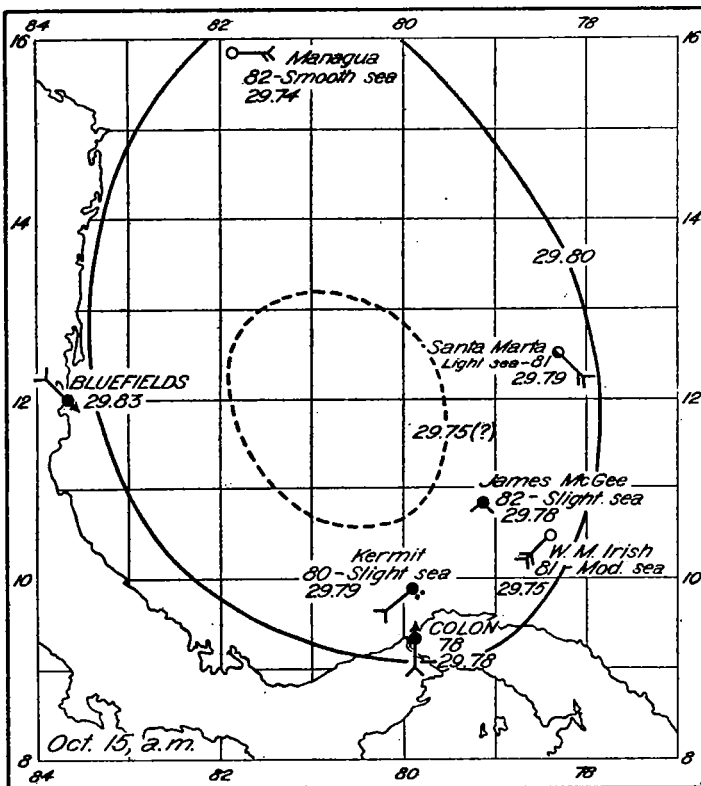 84 82 80 78
16 16
Managua
82-Smooth sea
29.74
14 14
29.80
Santa Marta
Light sea-81
29.79
BLUEFIELDS
29.83
12 12
29.75(?)
James McGee
82-Slight sea
29.78
Kermit
80-Slight sea
29.79
W. M. Irish
81-Mod. sea
29.75
10 10
COLON
78
29.78
Oct. 15, a.m.
8 8
84 82 80 78